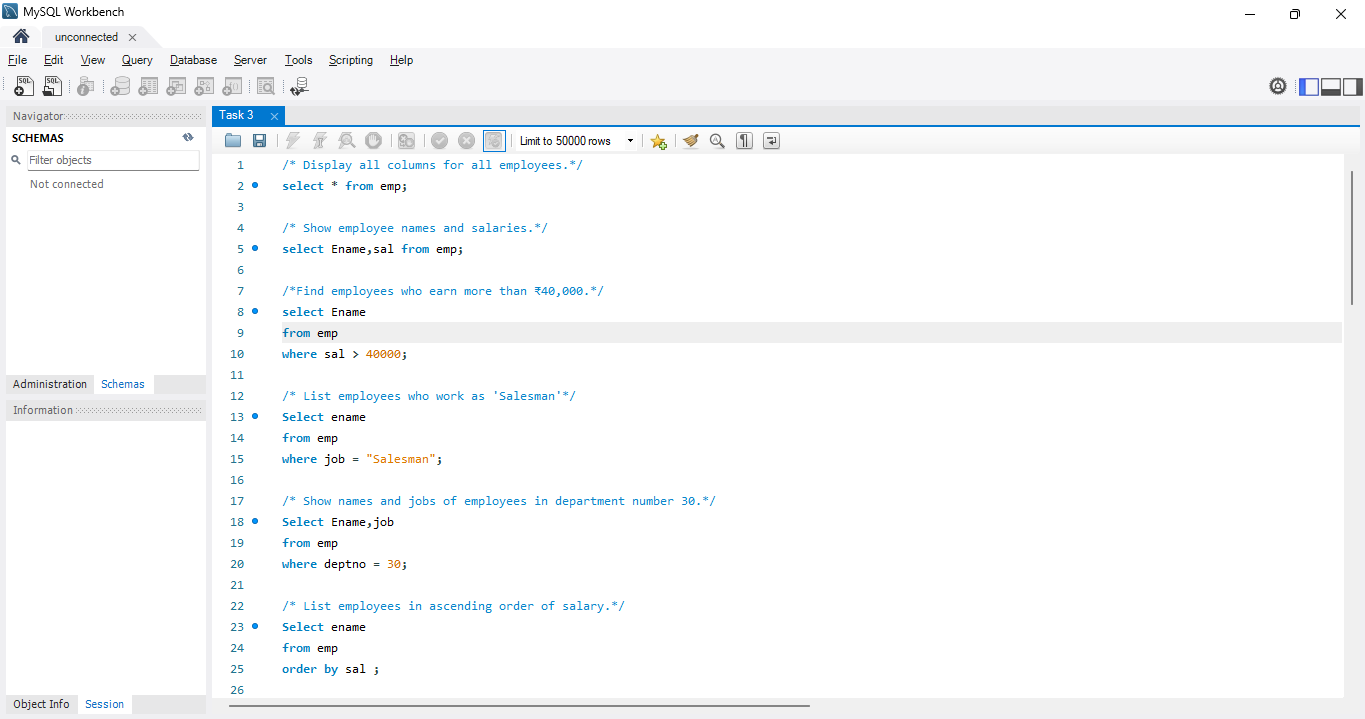 MySQL Workbench
unconnected
File Edit View Query Database Server Tools Scripting Help
SQL SQL
Navigator
SCHEMAS
Filter objects
Not connected
Administration Schemas
Information
Object Info Session
Task 3
Limit to 50000 rows
1 /* Display all columns for all employees.*/
2 select * from emp;
3
4 /* Show employee names and salaries.*/
5 select Ename,sal from emp;
6
7 /*Find employees who earn more than ₹40,000.*/
8 select Ename
9 from emp
10 where sal > 40000;
11
12 /* List employees who work as 'Salesman'*/
13 Select ename
14 from emp
15 where job = "Salesman";
16
17 /* Show names and jobs of employees in department number 30.*/
18 Select Ename,job
19 from emp
20 where deptno = 30;
21
22 /* List employees in ascending order of salary.*/
23 Select ename
24 from emp
25 order by sal ;
26